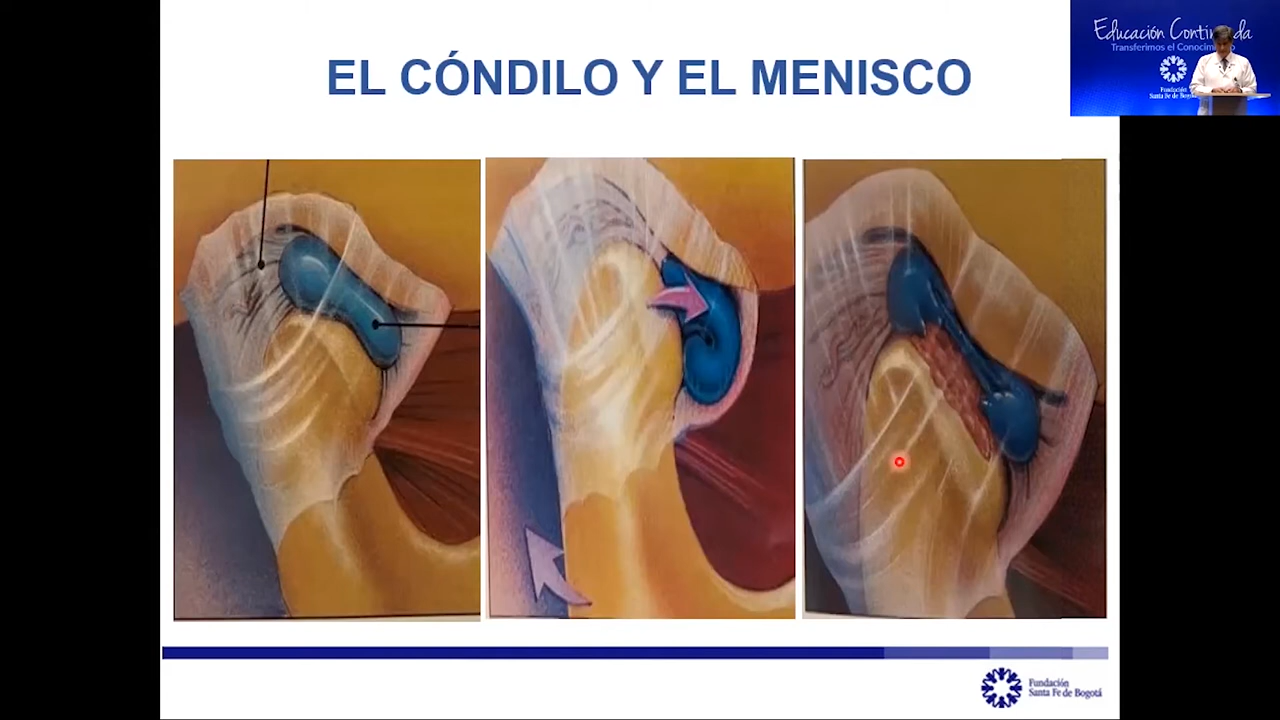 EL CÓNDILO Y EL MENISCO
Educación Continuada
Transferimos el Conocimiento
Fundación
Santa Fe de Bogotá
Fundación
Santa Fe de Bogotá